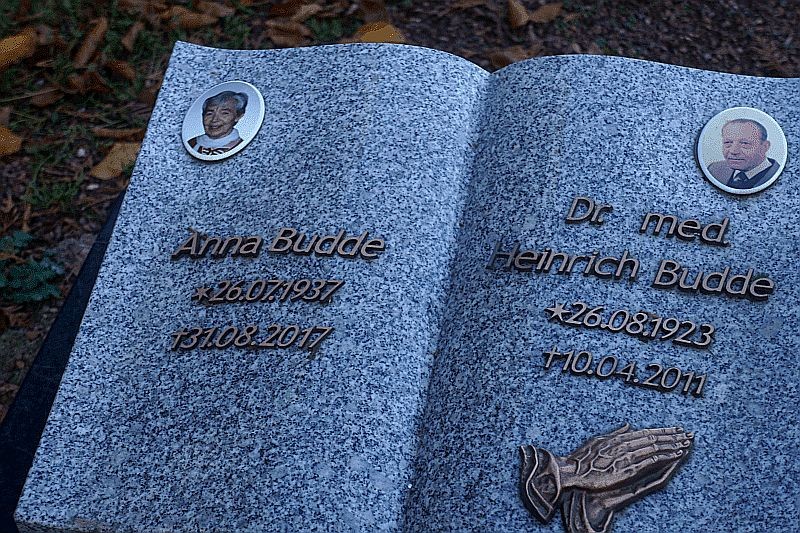 Anna Budde
*26.07.1937
†31.08.2017
Dr. med.
Heinrich Budde
*26.08.1923
†10.04.2011